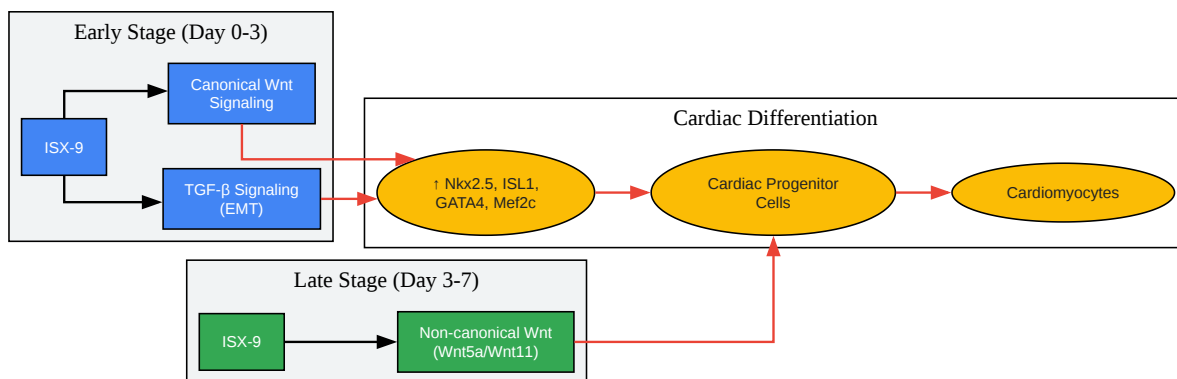 Early Stage (Day 0-3)
Canonical Wnt
Signaling
ISX-9
TGF-β Signaling
(EMT)
Cardiac Differentiation
↑ Nkx2.5, ISL1,
GATA4, Mef2c
Cardiac Progenitor
Cells
Cardiomyocytes
Late Stage (Day 3-7)
ISX-9
Non-canonical Wnt
(Wnt5a/Wnt11)